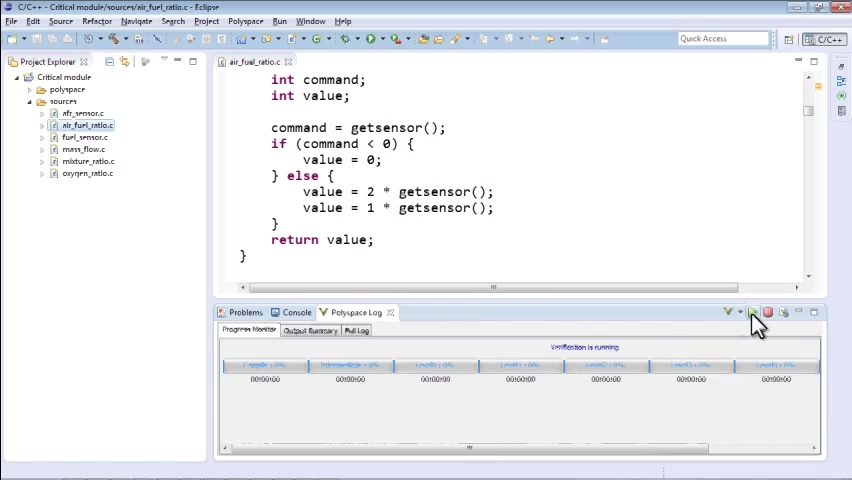 C/C++ - Critical module/sources/air_fuel_ratio.c - Eclipse
File Edit Source Refactor Navigate Search Project Polyspace Run Window Help
Quick Access
C/C++
Project Explorer
Critical module
polyspace
sources
afr_sensor.c
air_fuel_ratio.c
fuel_sensor.c
mass_flow.c
mixture_ratio.c
oxygen_ratio.c
air_fuel_ratio.c
int command;
int value;
command = getsensor();
if (command < 0) {
value = 0;
} else {
value = 2 * getsensor();
value = 1 * getsensor();
}
return value;
}
Problems Console Polyspace Log
Progress Monitor Output Summary Full Log
Verification is running
00:00:00 00:00:00 00:00:00 00:00:00 00:00:00 00:00:00 00:00:00